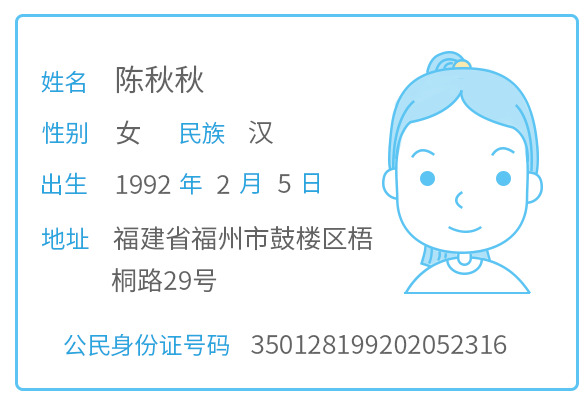 姓名 陈秋秋
性别 女 民族 汉
出生 1992 年 2 月 5 日
地址 福建省福州市鼓楼区梧
桐路29号
公民身份证号码 350128199202052316